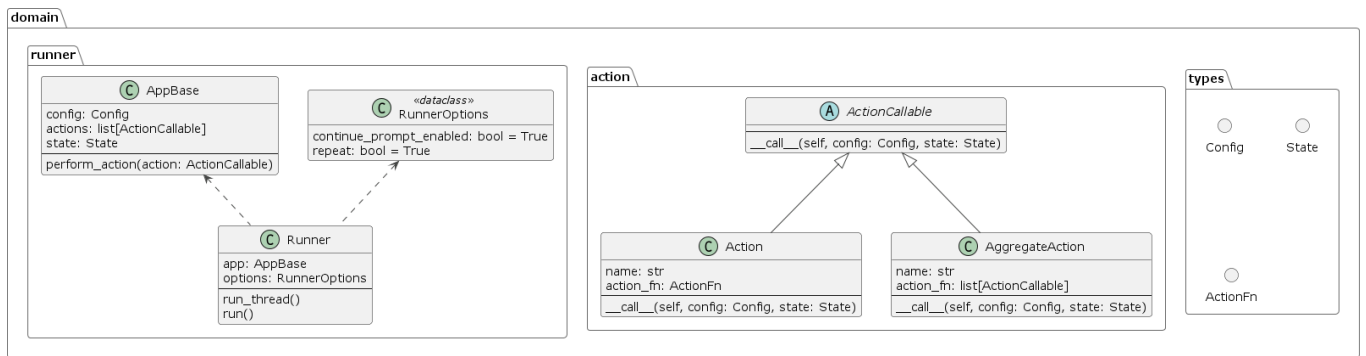 domain
runner
C AppBase
config: Config
actions: list[ActionCallable]
state: State
perform_action(action: ActionCallable)
«dataclass»
C RunnerOptions
continue_prompt_enabled: bool = True
repeat: bool = True
C Runner
app: AppBase
options: RunnerOptions
run_thread()
run()
action
A ActionCallable
__call__(self, config: Config, state: State)
C Action
name: str
action_fn: ActionFn
__call__(self, config: Config, state: State)
C AggregateAction
name: str
action_fn: list[ActionCallable]
__call__(self, config: Config, state: State)
types
Config
State
ActionFn